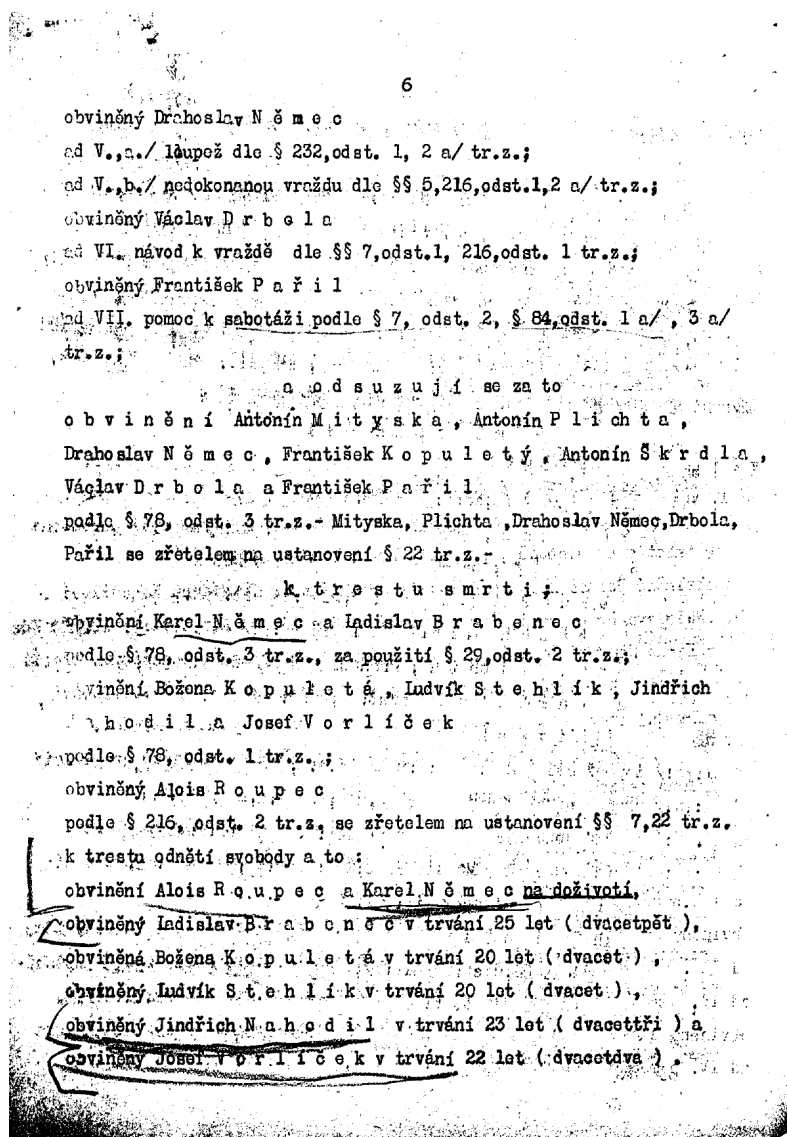 6
obviněný Drahoslav N ě m e c
ad V.,a./ loupež dle § 232,odst. 1, 2 a/ tr.z.;
ad V.,b./ nedokonanou vraždu dle §§ 5,216,odst.1,2 a/ tr.z.;
obviněný Václav D r b o l a
ad VI. návod k vraždě dle §§ 7,odst.1, 216,odst. 1 tr.z.;
obviněný František P a ř i l
ad VII. pomoc k sabotáži podle § 7, odst. 2, § 84,odst. 1 a/ , 3 a/
tr.z.;
a o d s u z u j í se za to
o b v i n ě n í Antonín M i t y s k a , Antonín P l i ch t a ,
Drahoslav N ě m e c , František K o p u l e t ý , Antonín Š k r d l a ,
Václav D r b o l a a František P a ř i l
podle § 78, odst. 3 tr.z.- Mityska, Plichta ,Drahoslav Němec,Drbola,
Pařil se zřetelem na ustanovení § 22 tr.z.-
k t r e s t u s m r t i ;
obvinění Karel N ě m e c a Ladislav B r a b e n e c
podle § 78, odst. 3 tr.z., za použití § 29,odst. 2 tr.z.;
vinění Božena K o p u l e t á , Ludvík S t e h l í k , Jindřich
a h o d i l a Josef V o r l í č e k
podle § 78, odst. 1 tr.z. ;
obviněný Alois R o u p e c
podle § 216, odst. 2 tr.z. se zřetelem na ustanovení §§ 7,22 tr.z.
k trestu odnětí svobody a to :
obvinění Alois R o u p e c a Karel N ě m e c na doživotí,
obviněný Ladislav B r a b e n e c v trvání 25 let ( dvacetpět ),
obviněná Božena K o p u l e t á v trvání 20 let ( dvacet ) ,
obviněný Ludvík S t e h l í k v trvání 20 let ( dvacet ) ,
obviněný Jindřich N a h o d i l v trvání 23 let ( dvacettři ) a
obviněný Josef V o r l í č e k v trvání 22 let ( dvacetdva ) .